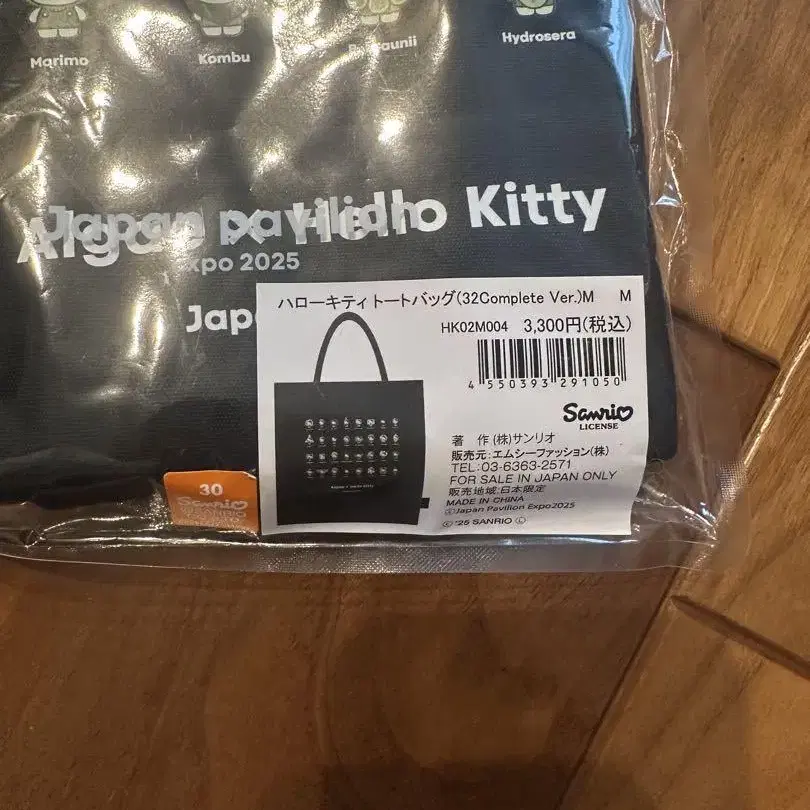 Marimo
Kombu
Hydrosera
Japan pavilion
Algae × Hello Kitty
Expo 2025
ハローキティトートバッグ(32Complete Ver.)M M
HK02M004 3,300円(税込)
4 550393 291050
Sanrio
LICENSE
著 作 (株)サンリオ
販売元: エムシーファッション(株)
TEL:03-6363-2571
FOR SALE IN JAPAN ONLY
販売地域:日本限定
MADE IN CHINA
©Japan Pavilion Expo2025
©'25 SANRIO Ⓛ
30
Sanrio